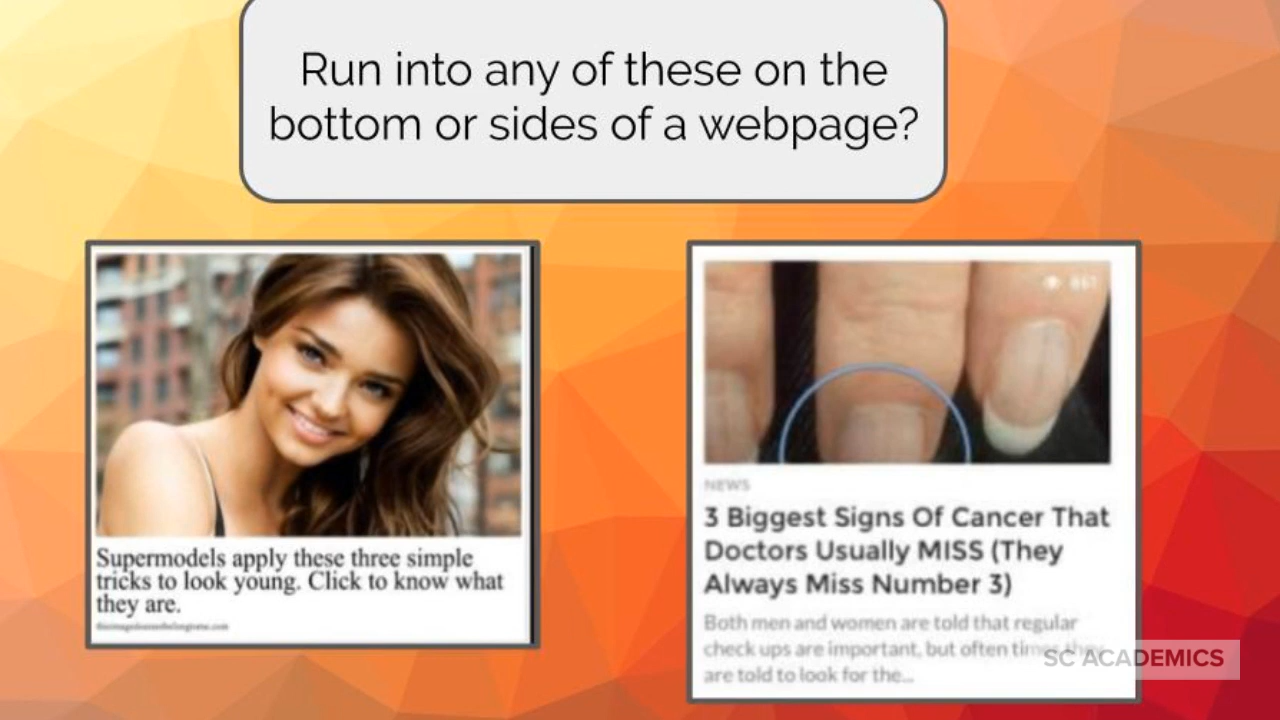 Run into any of these on the
bottom or sides of a webpage?
Supermodels apply these three simple
tricks to look young. Click to know what
they are.
861
NEWS
3 Biggest Signs Of Cancer That
Doctors Usually MISS (They
Always Miss Number 3)
Both men and women are told that regular
check ups are important, but often times they
are told to look for the...
SC ACADEMICS